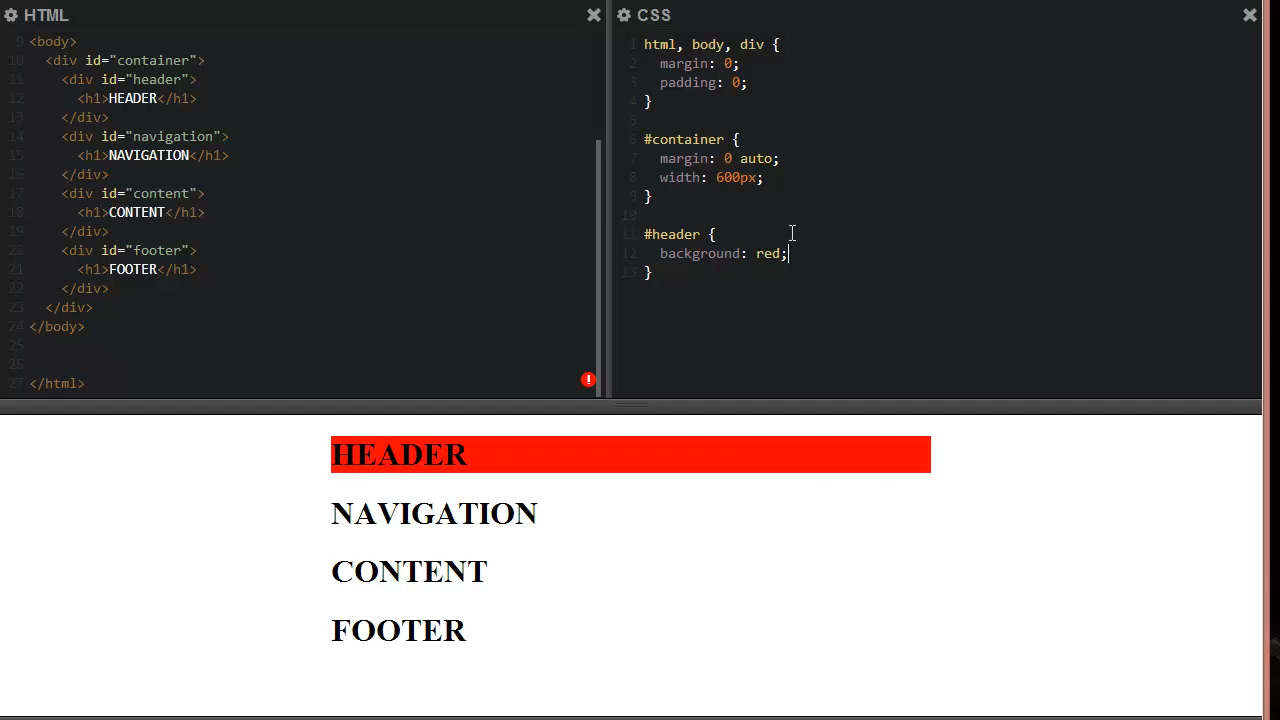 HTML
9 <body>
10 <div id="container">
11 <div id="header">
12 <h1>HEADER</h1>
13 </div>
14 <div id="navigation">
15 <h1>NAVIGATION</h1>
16 </div>
17 <div id="content">
18 <h1>CONTENT</h1>
19 </div>
20 <div id="footer">
21 <h1>FOOTER</h1>
22 </div>
23 </div>
24 </body>
25
26
27 </html>
CSS
1 html, body, div {
2 margin: 0;
3 padding: 0;
4 }
5
6 #container {
7 margin: 0 auto;
8 width: 600px;
9 }
10
11 #header {
12 background: red;
13 }
HEADER
NAVIGATION
CONTENT
FOOTER